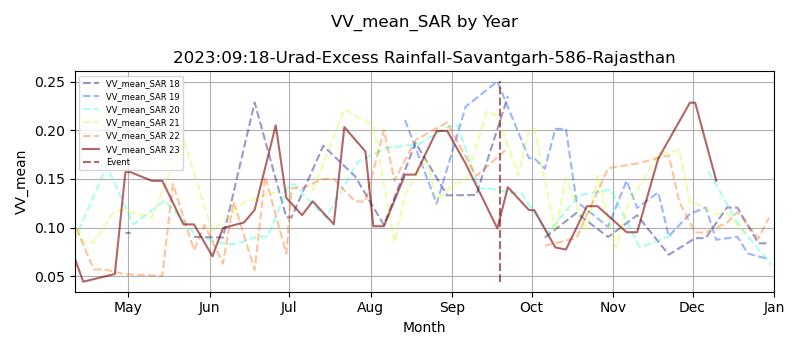 VV_mean_SAR by Year
2023:09:18-Urad-Excess Rainfall-Savantgarh-586-Rajasthan
0.25
0.20
0.15
0.10
0.05
VV_mean
VV_mean_SAR 18
VV_mean_SAR 19
VV_mean_SAR 20
VV_mean_SAR 21
VV_mean_SAR 22
VV_mean_SAR 23
Event
May Jun Jul Aug Sep Oct Nov Dec Jan
Month